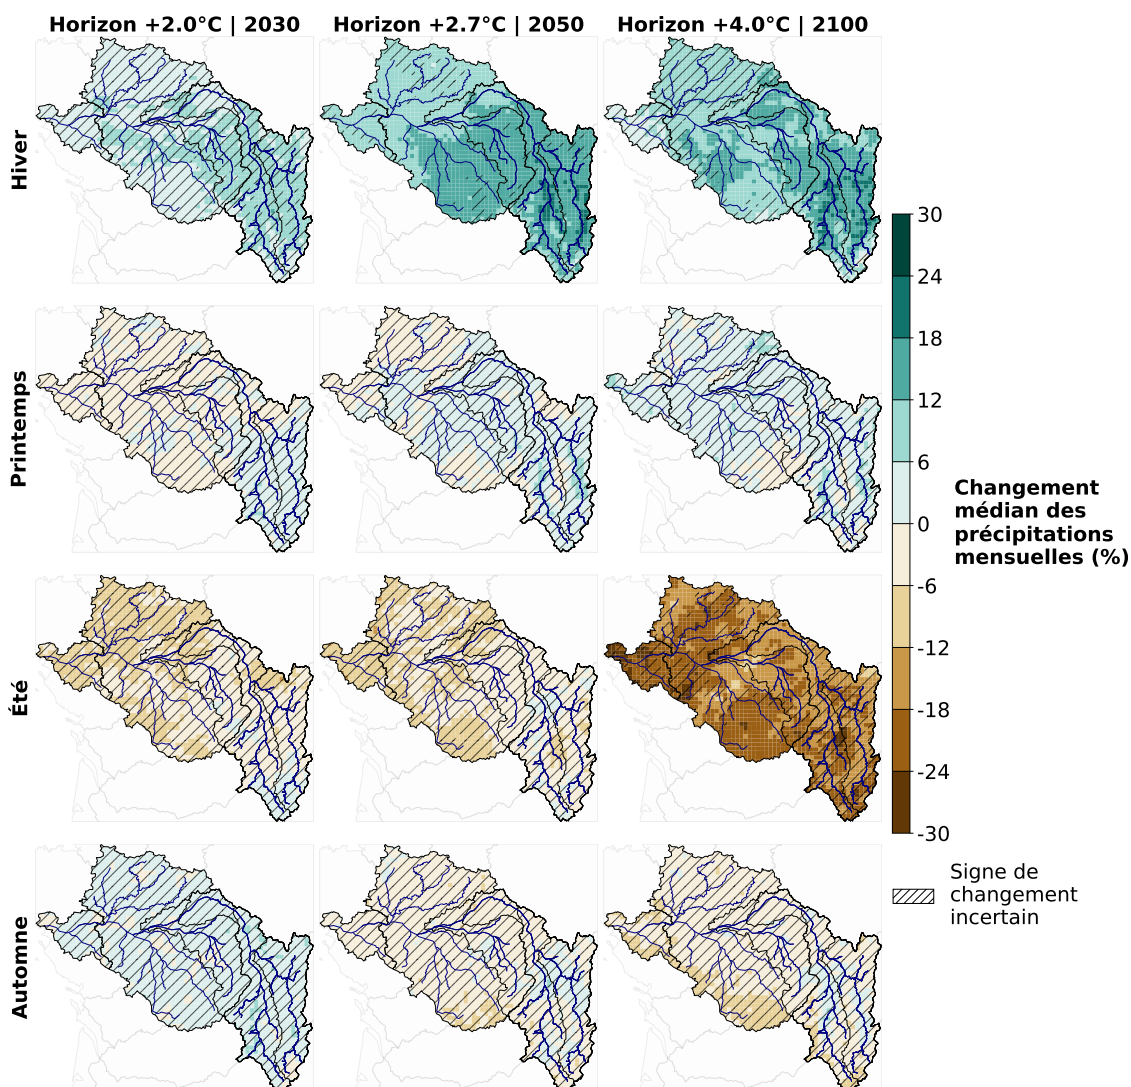 Horizon +2.0°C | 2030
Horizon +2.7°C | 2050
Horizon +4.0°C | 2100
Hiver
Printemps
Été
Automne
30
24
18
12
6
0
-6
-12
-18
-24
-30
Changement
médian des
précipitations
mensuelles (%)
Signe de
changement
incertain